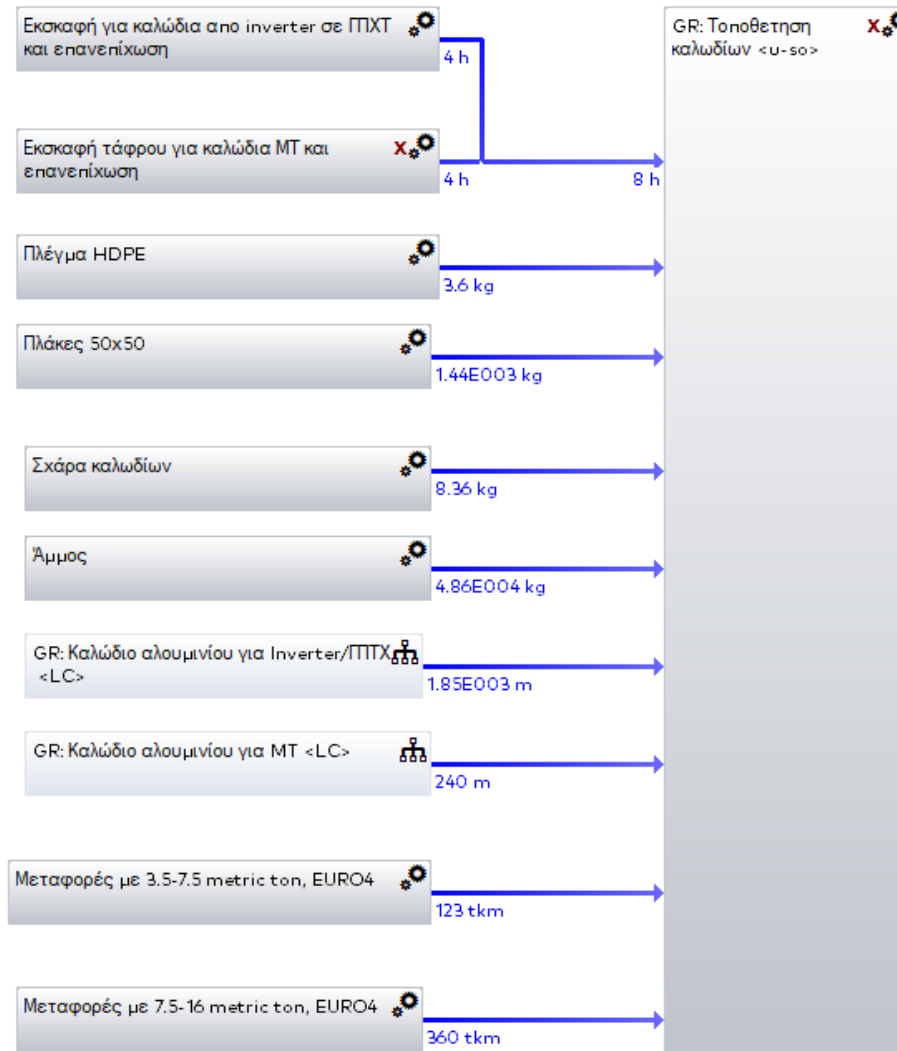 Εκσκαφή για καλώδια απο inverter σε ΓΠΧΤ
και επανεπίχωση
4 h
GR: Τοποθετηση
καλωδίων <u-so>
X
Εκσκαφή τάφρου για καλώδια ΜΤ και
επανεπίχωση
X
4 h
8 h
Πλέγμα HDPE
3.6 kg
Πλάκες 50x50
1.44E003 kg
Σχάρα καλωδίων
8.36 kg
Άμμος
4.86E004 kg
GR: Καλώδιο αλουμινίου για Inverter/ΓΠΤΧ
<LC>
1.85E003 m
GR: Καλώδιο αλουμινίου για ΜΤ <LC>
240 m
Μεταφορές με 3.5-7.5 metric ton, EURO4
123 tkm
Μεταφορές με 7.5-16 metric ton, EURO4
360 tkm